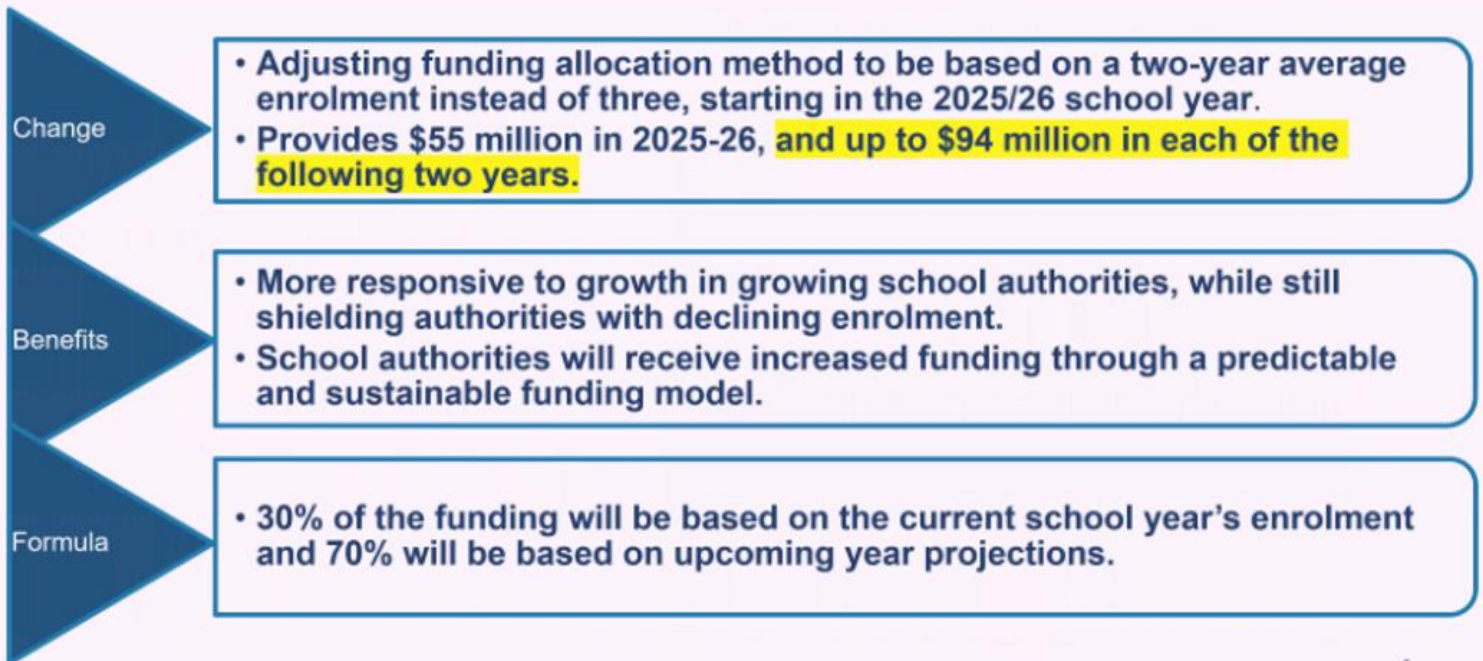 Change
• Adjusting funding allocation method to be based on a two-year average
enrolment instead of three, starting in the 2025/26 school year.
• Provides $55 million in 2025-26, and up to $94 million in each of the
following two years.
Benefits
• More responsive to growth in growing school authorities, while still
shielding authorities with declining enrolment.
• School authorities will receive increased funding through a predictable
and sustainable funding model.
Formula
• 30% of the funding will be based on the current school year’s enrolment
and 70% will be based on upcoming year projections.